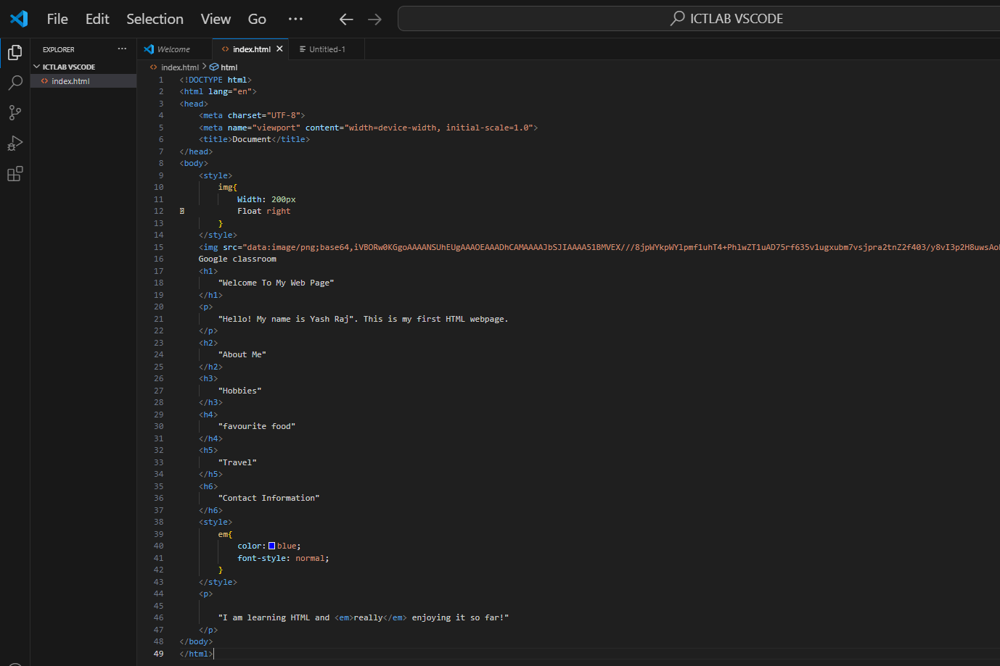 File Edit Selection View Go ··· ICTLAB VSCODE
EXPLORER ···
Welcome index.html Untitled-1
ICTLAB VSCODE
index.html
index.html > html
1 <!DOCTYPE html>
2 <html lang="en">
3 <head>
4 <meta charset="UTF-8">
5 <meta name="viewport" content="width=device-width, initial-scale=1.0">
6 <title>Document</title>
7 </head>
8 <body>
9 <style>
10 img{
11 Width: 200px
12 Float right
13 }
14 </style>
15 <img src="data:image/png;base64,
16 Google classroom
17 <h1>
18 "Welcome To My Web Page"
19 </h1>
20 <p>
21 "Hello! My name is Yash Raj". This is my first HTML webpage.
22 </p>
23 <h2>
24 "About Me"
25 </h2>
26 <h3>
27 "Hobbies"
28 </h3>
29 <h4>
30 "favourite food"
31 </h4>
32 <h5>
33 "Travel"
34 </h5>
35 <h6>
36 "Contact Information"
37 </h6>
38 <style>
39 em{
40 color: blue;
41 font-style: normal;
42 }
43 </style>
44 <p>
45
46 "I am learning HTML and <em>really</em> enjoying it so far!"
47 </p>
48 </body>
49 </html>